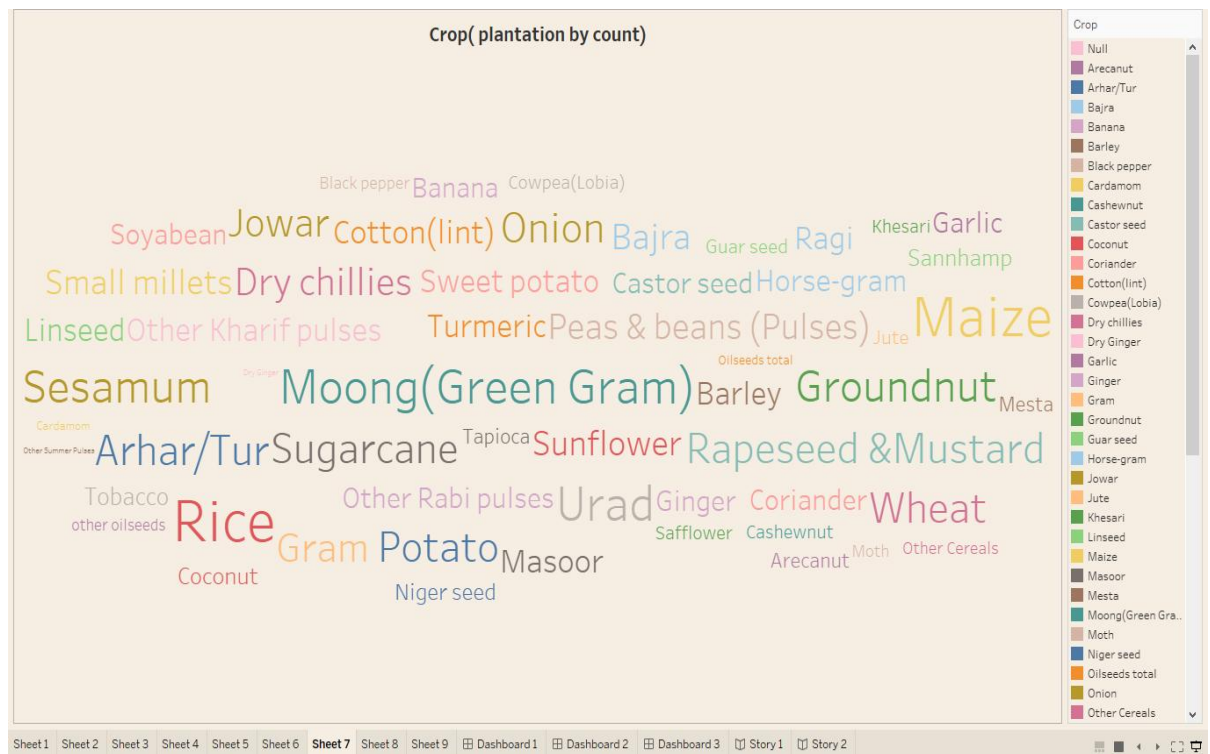 Crop( plantation by count)
Black pepper Banana Cowpea(Lobia)
Soyabean Jowar Cotton(lint) Onion Bajra Guar seed Ragi Khesari Garlic
Sannhamp
Small millets Dry chillies Sweet potato Castor seed Horse-gram
Linseed Other Kharif pulses Turmeric Peas & beans (Pulses) Jute Maize
Oilseeds total
Sesamum Dry Ginger Moong(Green Gram) Barley Groundnut Mesta
Cardamom
Other Summer Pulses Arhar/Tur Sugarcane Tapioca Sunflower Rapeseed &Mustard
Tobacco Other Rabi pulses Urad Ginger Coriander Wheat
other oilseeds Rice Safflower Cashewnut
Gram Potato Masoor Arecanut Moth Other Cereals
Coconut
Niger seed
Crop
Null
Arecanut
Arhar/Tur
Bajra
Banana
Barley
Black pepper
Cardamom
Cashewnut
Castor seed
Coconut
Coriander
Cotton(lint)
Cowpea(Lobia)
Dry chillies
Dry Ginger
Garlic
Ginger
Gram
Groundnut
Guar seed
Horse-gram
Jowar
Jute
Khesari
Linseed
Maize
Masoor
Mesta
Moong(Green Gra..
Moth
Niger seed
Oilseeds total
Onion
Other Cereals
Sheet 1 Sheet 2 Sheet 3 Sheet 4 Sheet 5 Sheet 6 Sheet 7 Sheet 8 Sheet 9 Dashboard 1 Dashboard 2 Dashboard 3 Story 1 Story 2